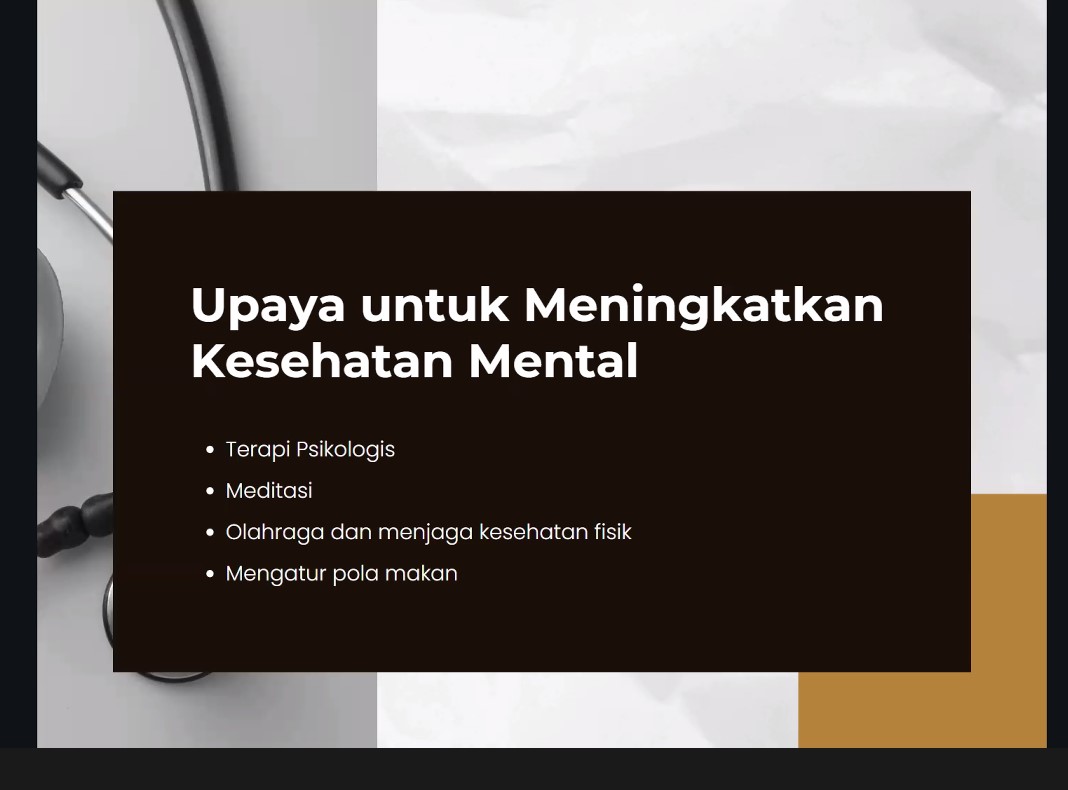 Upaya untuk Meningkatkan
Kesehatan Mental
• Terapi Psikologis
• Meditasi
• Olahraga dan menjaga kesehatan fisik
• Mengatur pola makan